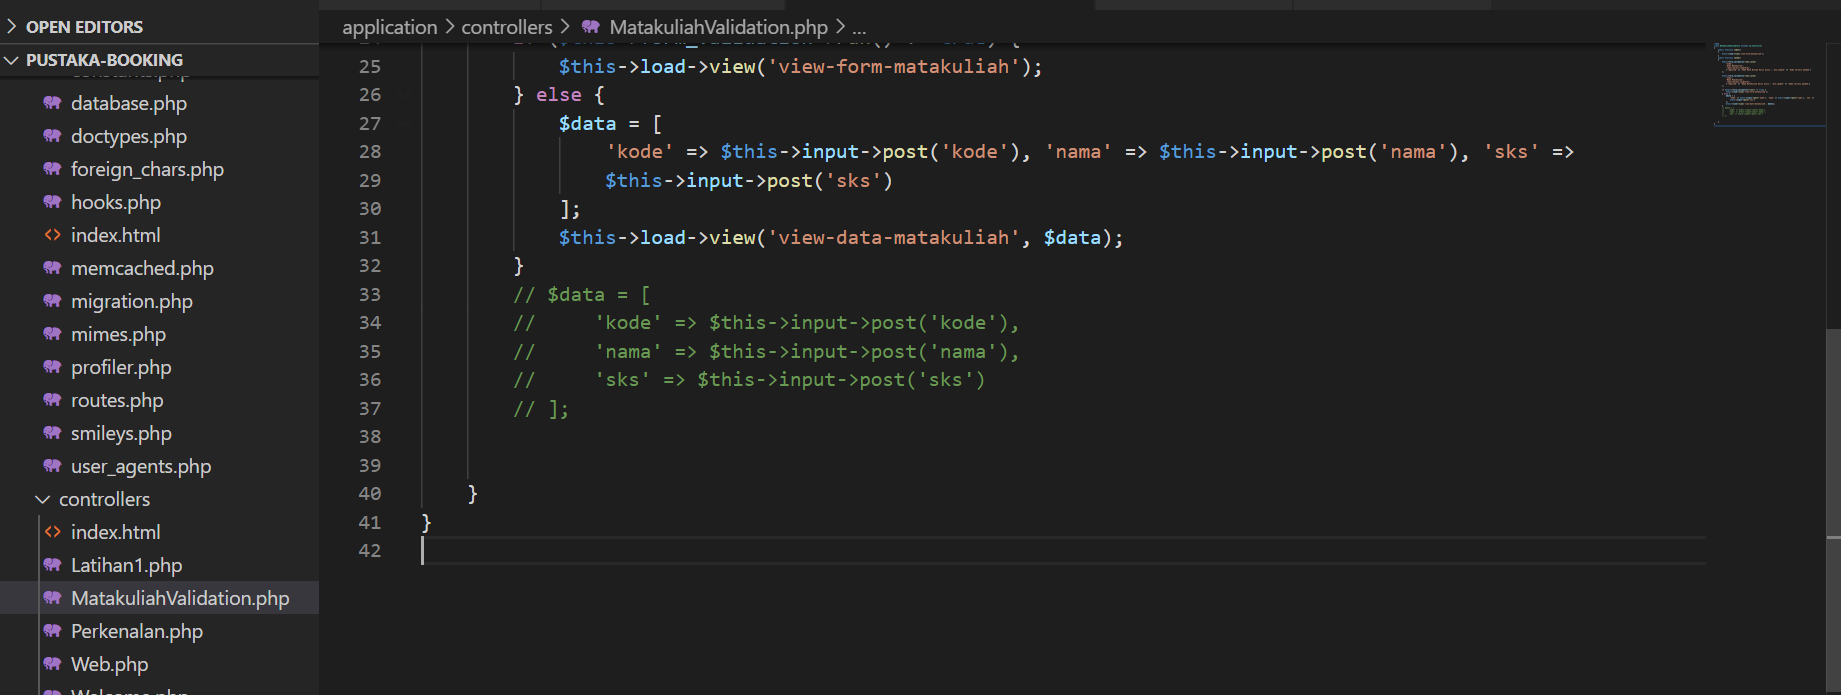 OPEN EDITORS
PUSTAKA-BOOKING
database.php
doctypes.php
foreign_chars.php
hooks.php
index.html
memcached.php
migration.php
mimes.php
profiler.php
routes.php
smileys.php
user_agents.php
controllers
index.html
Latihan1.php
MatakuliahValidation.php
Perkenalan.php
Web.php
application > controllers > MatakuliahValidation.php > ...
25 $this->load->view('view-form-matakuliah');
26 } else {
27 $data = [
28 'kode' => $this->input->post('kode'), 'nama' => $this->input->post('nama'), 'sks' =>
29 $this->input->post('sks')
30 ];
31 $this->load->view('view-data-matakuliah', $data);
32 }
33 // $data = [
34 // 'kode' => $this->input->post('kode'),
35 // 'nama' => $this->input->post('nama'),
36 // 'sks' => $this->input->post('sks')
37 // ];
38
39
40 }
41 }
42